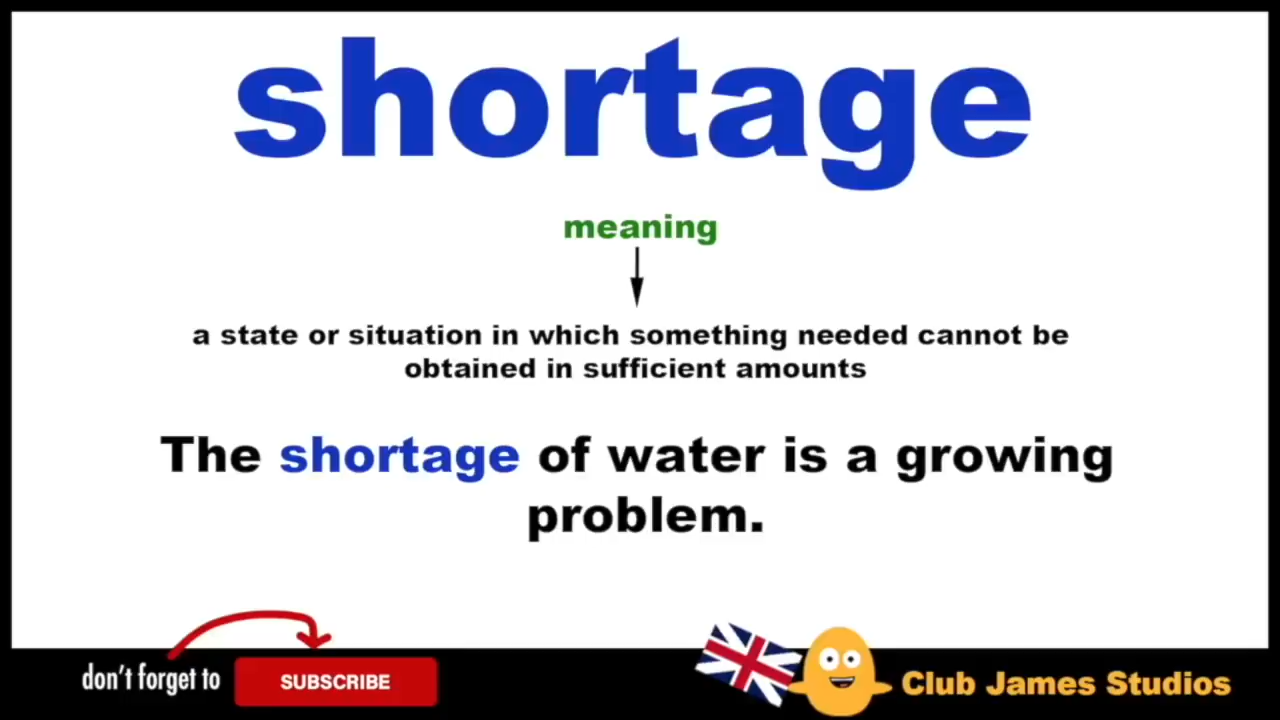 shortage
meaning
a state or situation in which something needed cannot be
obtained in sufficient amounts
The shortage of water is a growing
problem.
don't forget to SUBSCRIBE
Club James Studios